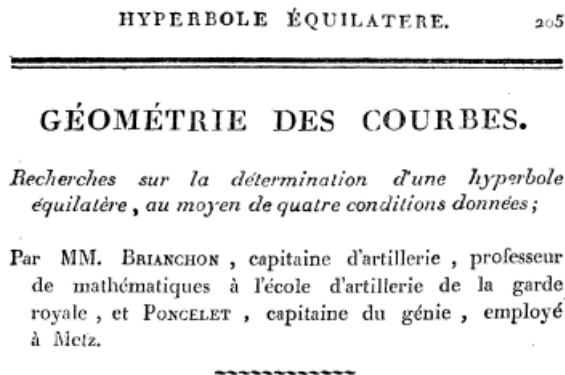 HYPERBOLE ÉQUILATERE. 205
GÉOMÉTRIE DES COURBES.
Recherches sur la détermination d'une hyperbole
équilatère, au moyen de quatre conditions données;
Par MM. BRIANCHON, capitaine d'artillerie, professeur
de mathématiques à l'école d'artillerie de la garde
royale, et PONCELET, capitaine du génie, employé
à Metz.